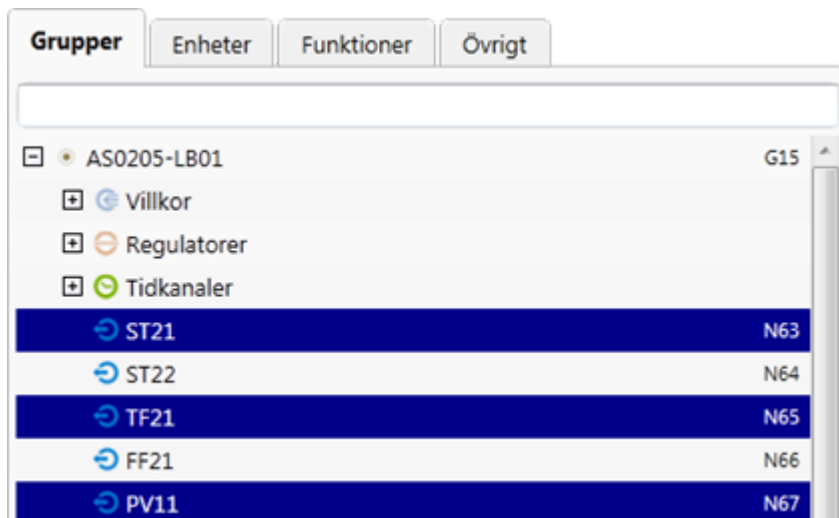 Grupper Enheter Funktioner Övrigt
AS0205-LB01 G15
Villkor
Regulatorer
Tidkanaler
ST21 N63
ST22 N64
TF21 N65
FF21 N66
PV11 N67